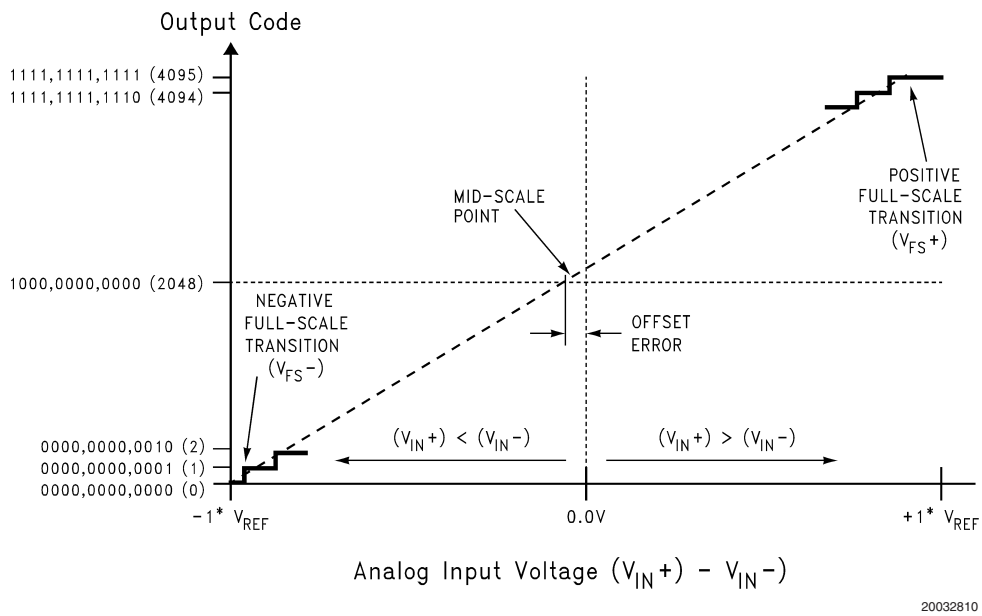 Output Code
1111,1111,1111 (4095)
1111,1111,1110 (4094)
POSITIVE
FULL-SCALE
TRANSITION
(VFS+)
MID-SCALE
POINT
1000,0000,0000 (2048)
NEGATIVE
FULL-SCALE
TRANSITION
(VFS−)
OFFSET
ERROR
(VIN+) < (VIN−)
(VIN+) > (VIN−)
0000,0000,0010 (2)
0000,0000,0001 (1)
0000,0000,0000 (0)
−1* VREF
0.0V
+1* VREF
Analog Input Voltage (VIN+) − VIN−)
20032810